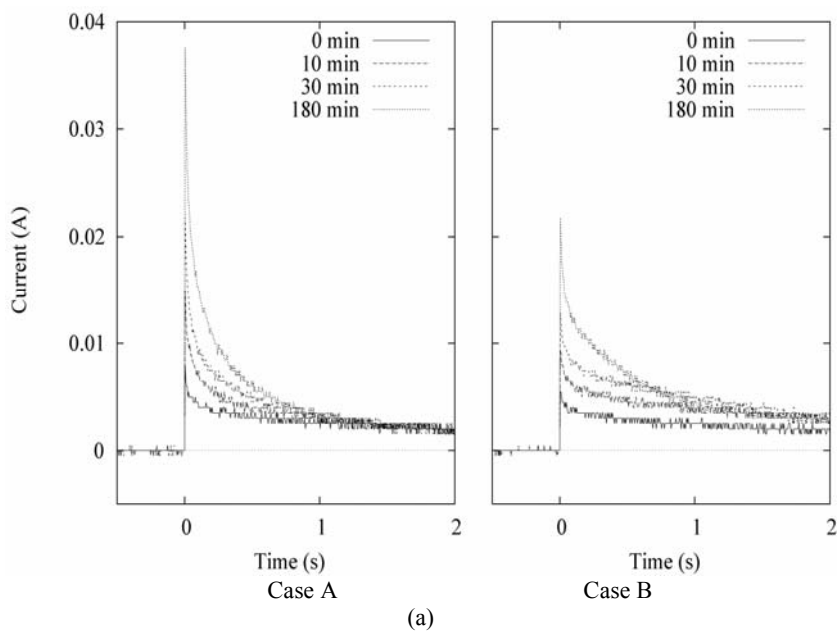 0.04
0.03
0.02
0.01
0
Current (A)
0 min
10 min
30 min
180 min
0
1
2
Time (s)
Case A
0 min
10 min
30 min
180 min
0
1
2
Time (s)
Case B
(a)